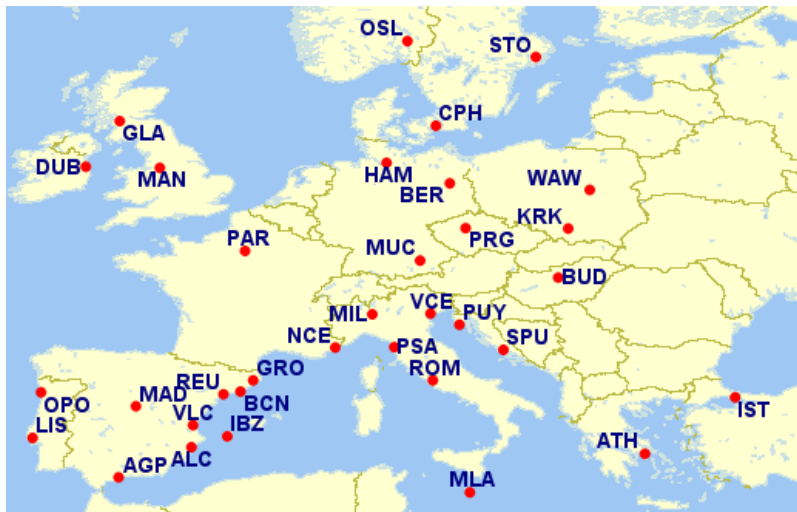 OSL
STO
CPH
GLA
DUB
MAN
HAM
BER
WAW
KRK
PAR
PRG
MUC
BUD
VCE
MIL
PUY
NCE
PSA
SPU
GRO
ROM
REU
MAD
BCN
OPO
IST
VLC
LIS
IBZ
ATH
ALC
AGP
MLA